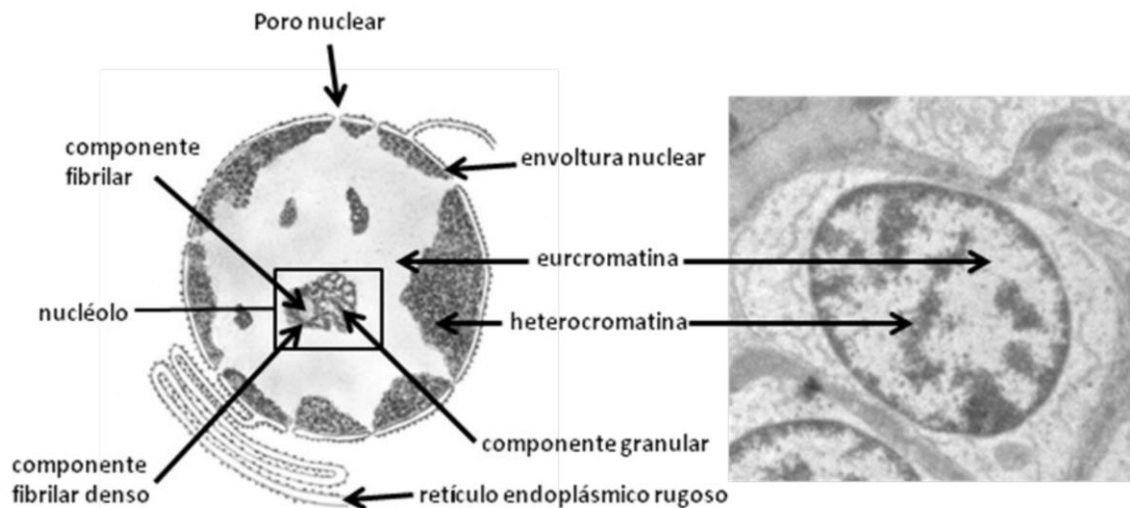 Poro nuclear
componente
fibrilar
envoltura nuclear
eurcromatina
nucléolo
heterocromatina
componente granular
componente
fibrilar denso
retículo endoplásmico rugoso